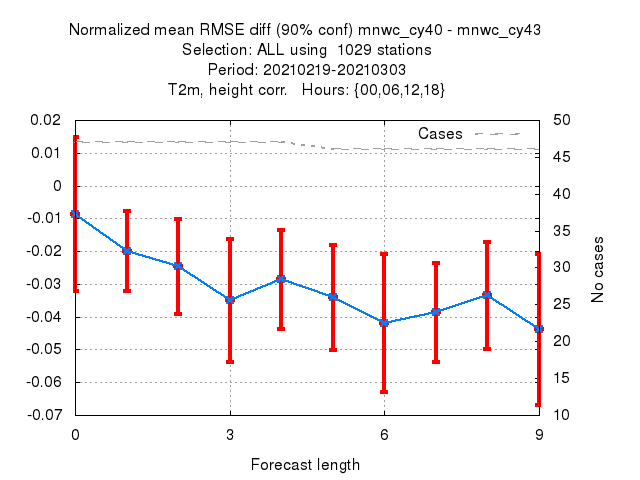 Normalized mean RMSE diff (90% conf) mnwc_cy40 - mnwc_cy43
Selection: ALL using  1029 stations
Period: 20210219-20210303
T2m, height corr.   Hours: {00,06,12,18}
Cases
0.02
0.01
0
-0.01
-0.02
-0.03
-0.04
-0.05
-0.06
-0.07
50
45
40
35
30
25
20
15
10
No cases
0 3 6 9
Forecast length